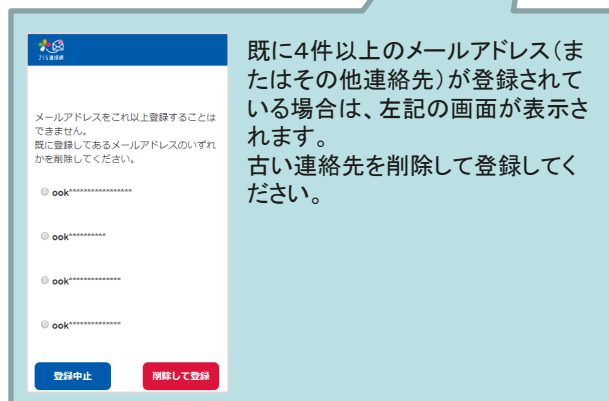 さくら連絡網
メールアドレスをこれ以上登録することは
できません。
既に登録してあるメールアドレスのいずれ
かを削除してください。
ook*****************
ook**********
ook**************
ook**************
登録中止
削除して登録
既に4件以上のメールアドレス（ま
たはその他連絡先）が登録されて
いる場合は、左記の画面が表示さ
れます。
古い連絡先を削除して登録してく
ださい。